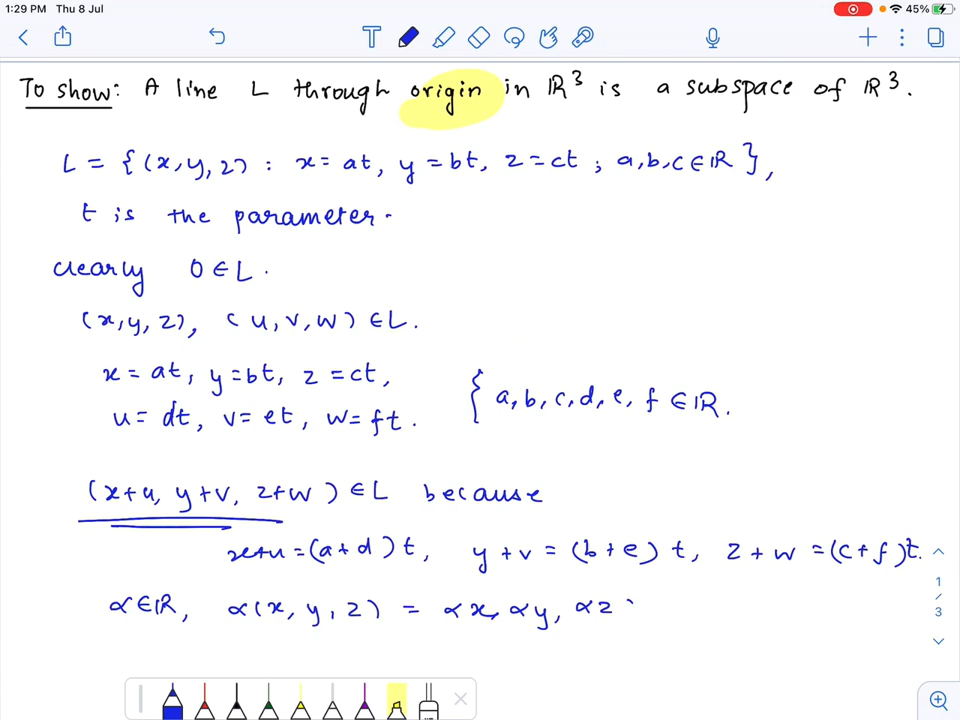 1:29 PM Thu 8 Jul 45%
T
To show: A line L through origin in ℝ³ is a subspace of ℝ³.
L = {(x, y, z) : x = at, y = bt, z = ct ; a, b, c ∈ ℝ},
t is the parameter.
clearly 0 ∈ L.
(x, y, z), (u, v, w) ∈ L.
x = at, y = bt, z = ct,
{ a, b, c, d, e, f ∈ ℝ.
u = dt, v = et, w = ft.
(x+u, y+v, z+w) ∈ L because
x+u = (a+d)t, y+v = (b+e)t, z+w = (c+f)t.
1
/
3
α ∈ ℝ, α(x, y, z) = αx, αy, αz